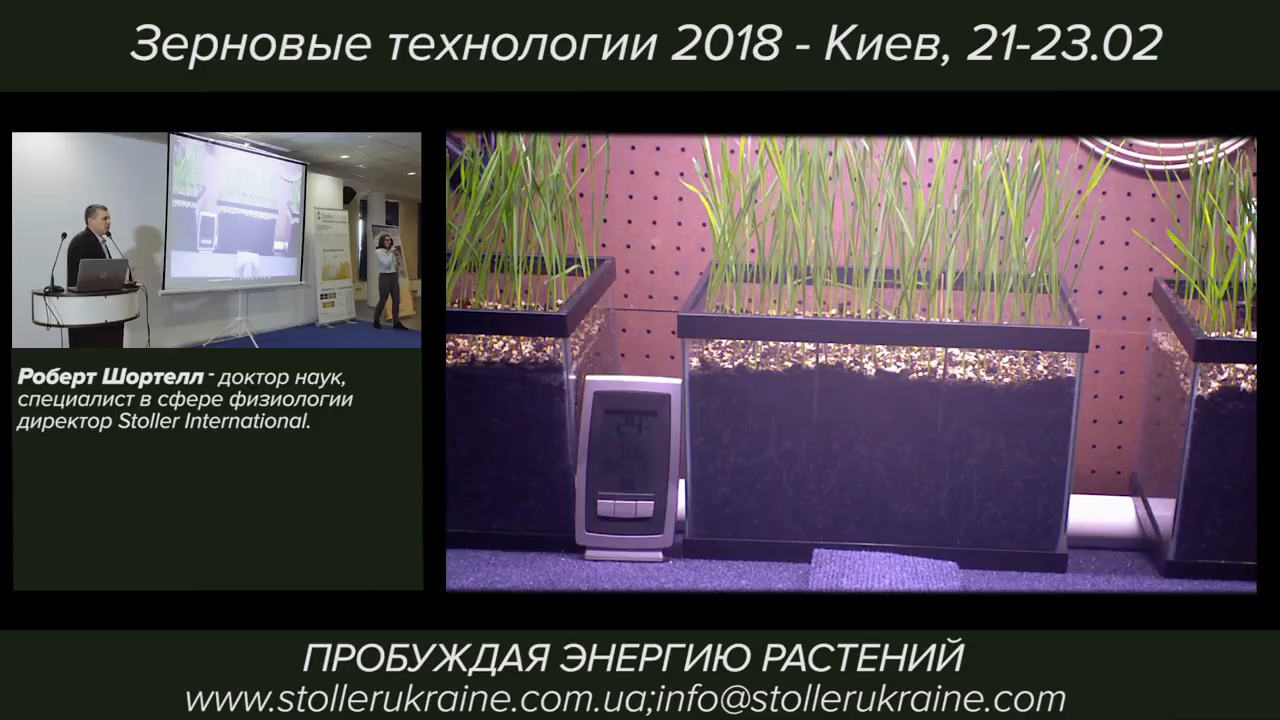 Зерновые технологии 2018 - Киев, 21-23.02
Роберт Шортелл - доктор наук,
специалист в сфере физиологии
директор Stoller International.
ПРОБУЖДАЯ ЭНЕРГИЮ РАСТЕНИЙ
www.stollerukraine.com.ua;info@stollerukraine.com